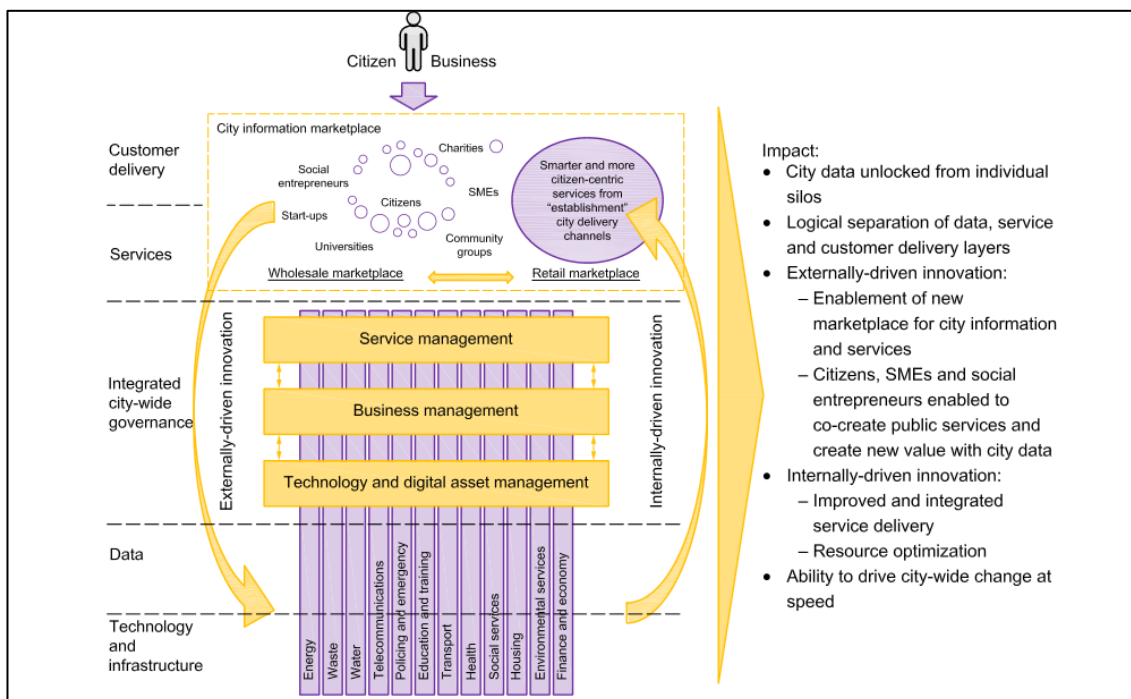 Citizen Business
City information marketplace
Customer
delivery
Services
Charities
Social
entrepreneurs
SMEs
Citizens
Start-ups
Universities
Community
groups
Smarter and more
citizen-centric
services from
“establishment”
city delivery
channels
Wholesale marketplace
Retail marketplace
Integrated
city-wide
governance
Externally-driven innovation
Service management
Business management
Technology and digital asset management
Internally-driven innovation
Data
Technology
and
infrastructure
Energy
Waste
Water
Telecommunications
Policing and emergency
Education and training
Transport
Health
Social services
Housing
Environmental services
Finance and economy
Impact:
• City data unlocked from individual
silos
• Logical separation of data, service
and customer delivery layers
• Externally-driven innovation:
– Enablement of new
marketplace for city information
and services
– Citizens, SMEs and social
entrepreneurs enabled to
co-create public services and
create new value with city data
• Internally-driven innovation:
– Improved and integrated
service delivery
– Resource optimization
• Ability to drive city-wide change at
speed